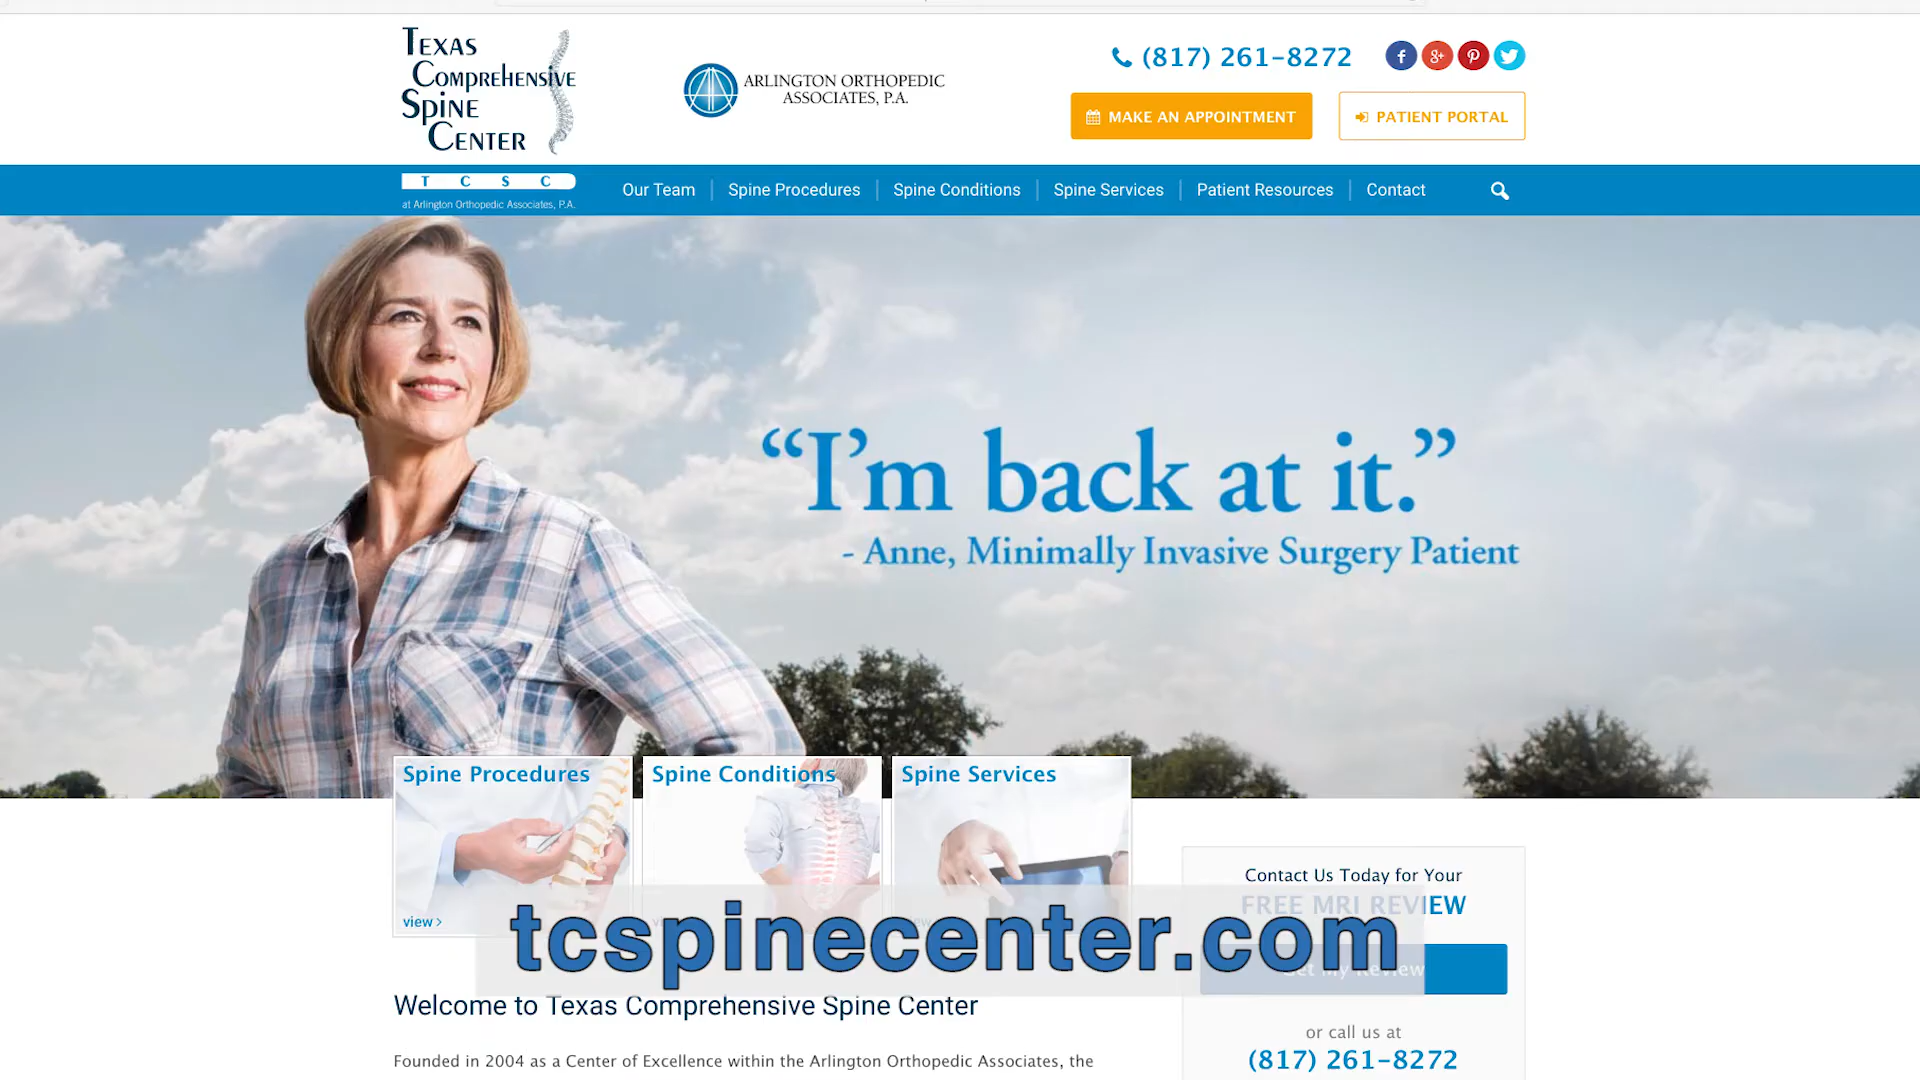 TEXAS
COMPREHENSIVE
SPINE
CENTER
T C S C
at Arlington Orthopedic Associates, P.A.
ARLINGTON ORTHOPEDIC
ASSOCIATES, P.A.
(817) 261-8272
MAKE AN APPOINTMENT
PATIENT PORTAL
Our Team
Spine Procedures
Spine Conditions
Spine Services
Patient Resources
Contact
“I’m back at it.”
- Anne, Minimally Invasive Surgery Patient
Spine Procedures
view >
Spine Conditions
Spine Services
Contact Us Today for Your
FREE MRI REVIEW
Get My Review
tcspinecenter.com
or call us at
(817) 261-8272
Welcome to Texas Comprehensive Spine Center
Founded in 2004 as a Center of Excellence within the Arlington Orthopedic Associates, the